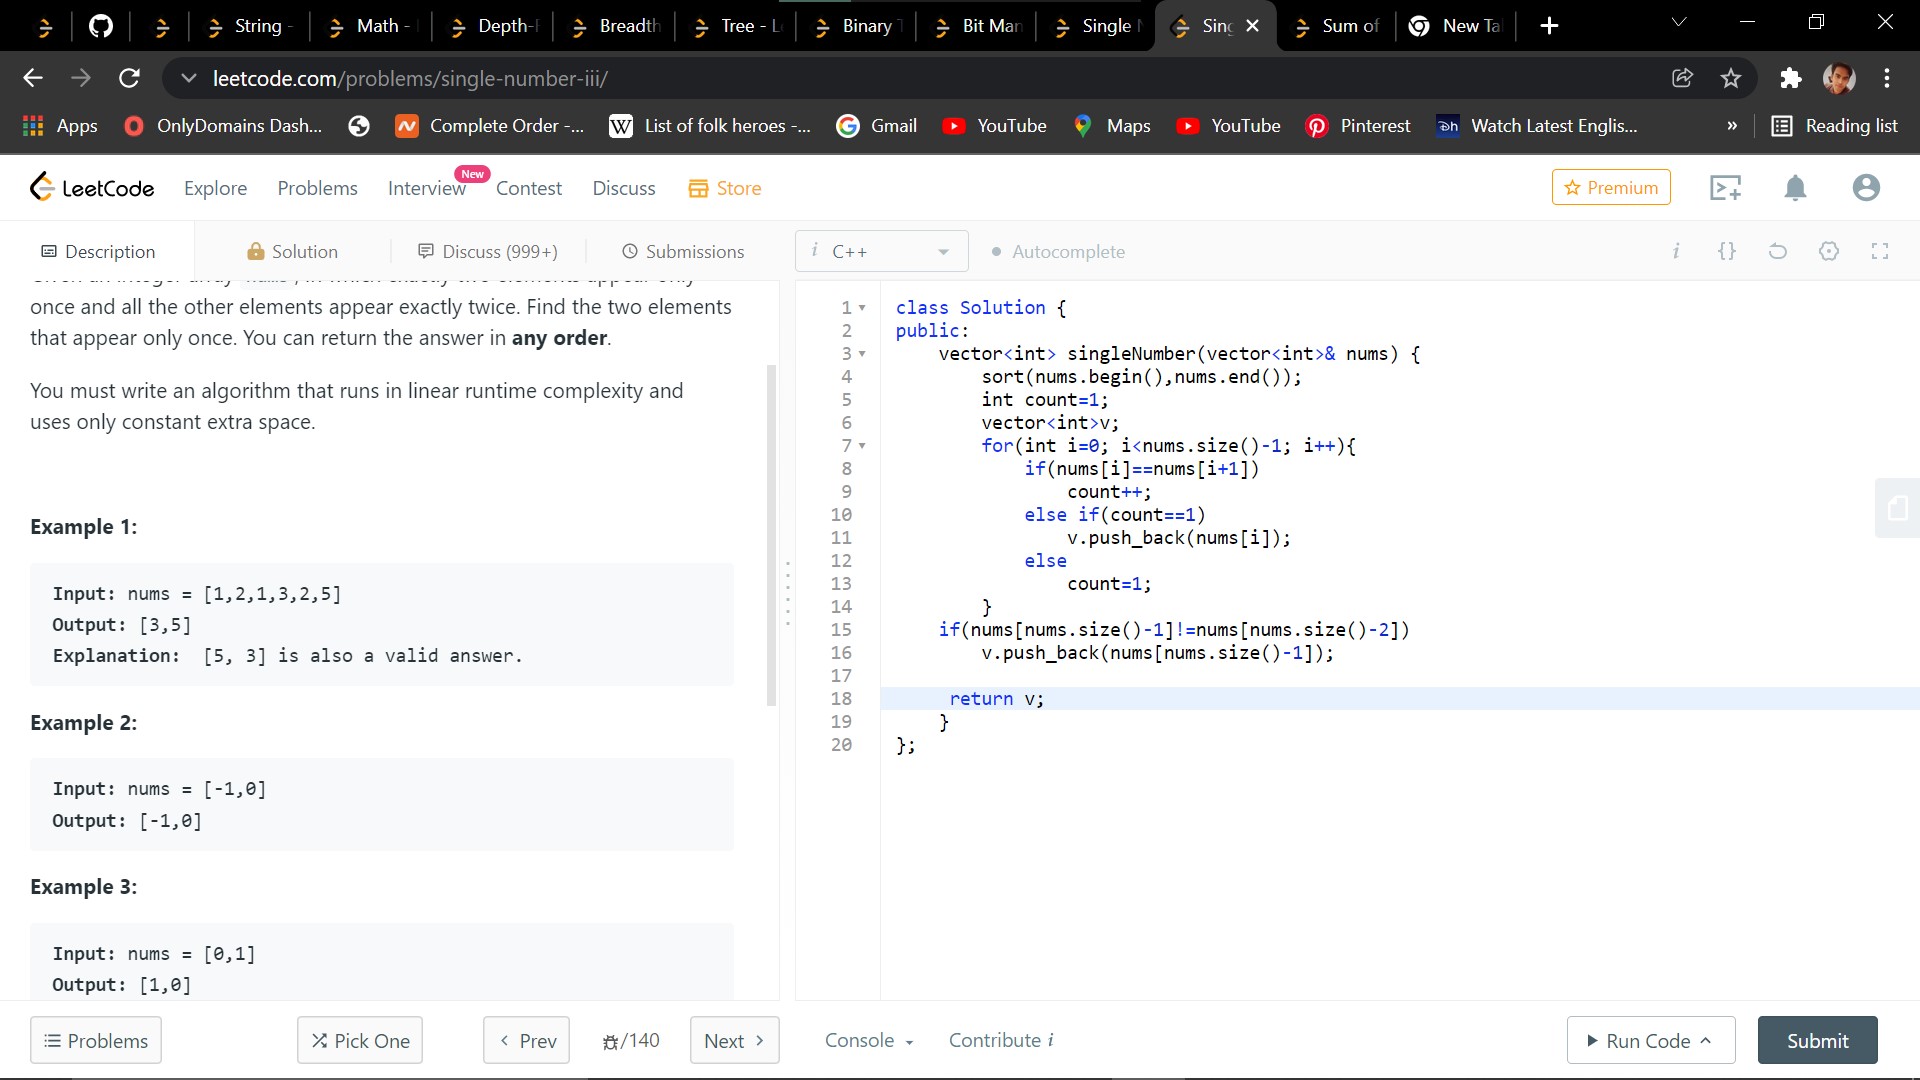 String -
Math -
Depth-F
Breadth
Tree - L
Binary T
Bit Man
Single N
Sing
Sum of
New Ta
leetcode.com/problems/single-number-iii/
Apps
OnlyDomains Dash...
Complete Order -...
W List of folk heroes -...
Gmail
YouTube
Maps
YouTube
Pinterest
Watch Latest Englis...
»
Reading list
LeetCode
Explore
Problems
Interview
New
Contest
Discuss
Store
Premium
Description
Solution
Discuss (999+)
Submissions
i C++
Autocomplete
i {}
once and all the other elements appear exactly twice. Find the two elements
that appear only once. You can return the answer in any order.
You must write an algorithm that runs in linear runtime complexity and
uses only constant extra space.
Example 1:
Input: nums = [1,2,1,3,2,5]
Output: [3,5]
Explanation: [5, 3] is also a valid answer.
Example 2:
Input: nums = [-1,0]
Output: [-1,0]
Example 3:
Input: nums = [0,1]
Output: [1,0]
1 class Solution {
2 public:
3 vector<int> singleNumber(vector<int>& nums) {
4 sort(nums.begin(),nums.end());
5 int count=1;
6 vector<int>v;
7 for(int i=0; i<nums.size()-1; i++){
8 if(nums[i]==nums[i+1])
9 count++;
10 else if(count==1)
11 v.push_back(nums[i]);
12 else
13 count=1;
14 }
15 if(nums[nums.size()-1]!=nums[nums.size()-2])
16 v.push_back(nums[nums.size()-1]);
17
18 return v;
19 }
20 };
Problems
Pick One
Prev
/140
Next
Console
Contribute i
Run Code
Submit